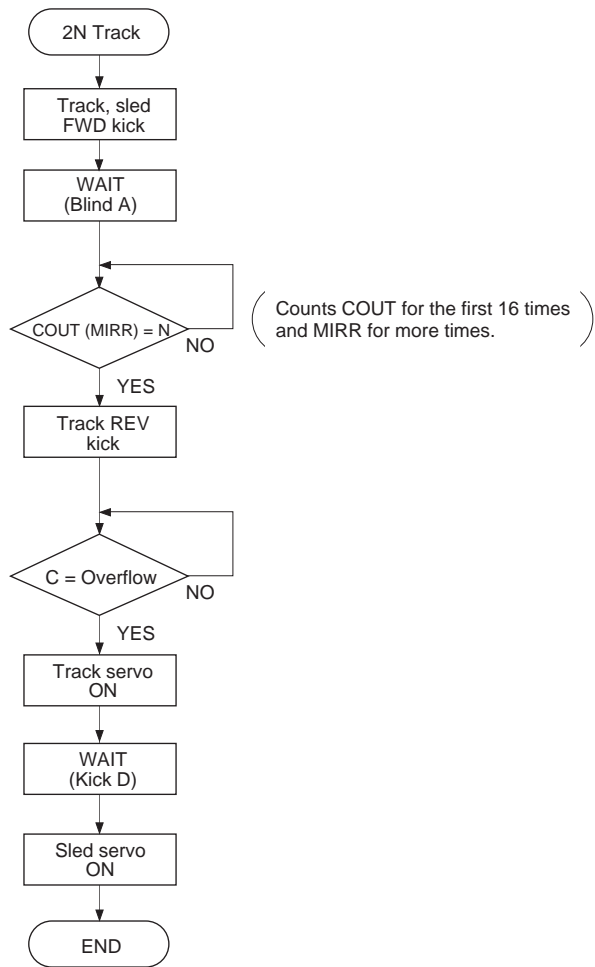 2N Track
Track, sled
FWD kick
WAIT
(Blind A)
COUT (MIRR) = N
NO
Counts COUT for the first 16 times
and MIRR for more times.
YES
Track REV
kick
C = Overflow
NO
YES
Track servo
ON
WAIT
(Kick D)
Sled servo
ON
END